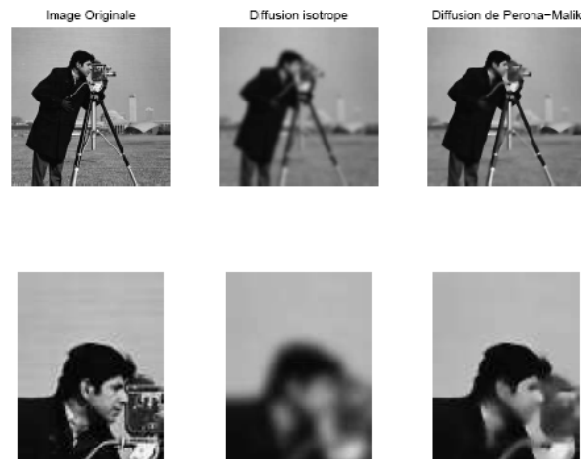 Image Originale
Diffusion isotrope
Diffusion de Perona-Malik